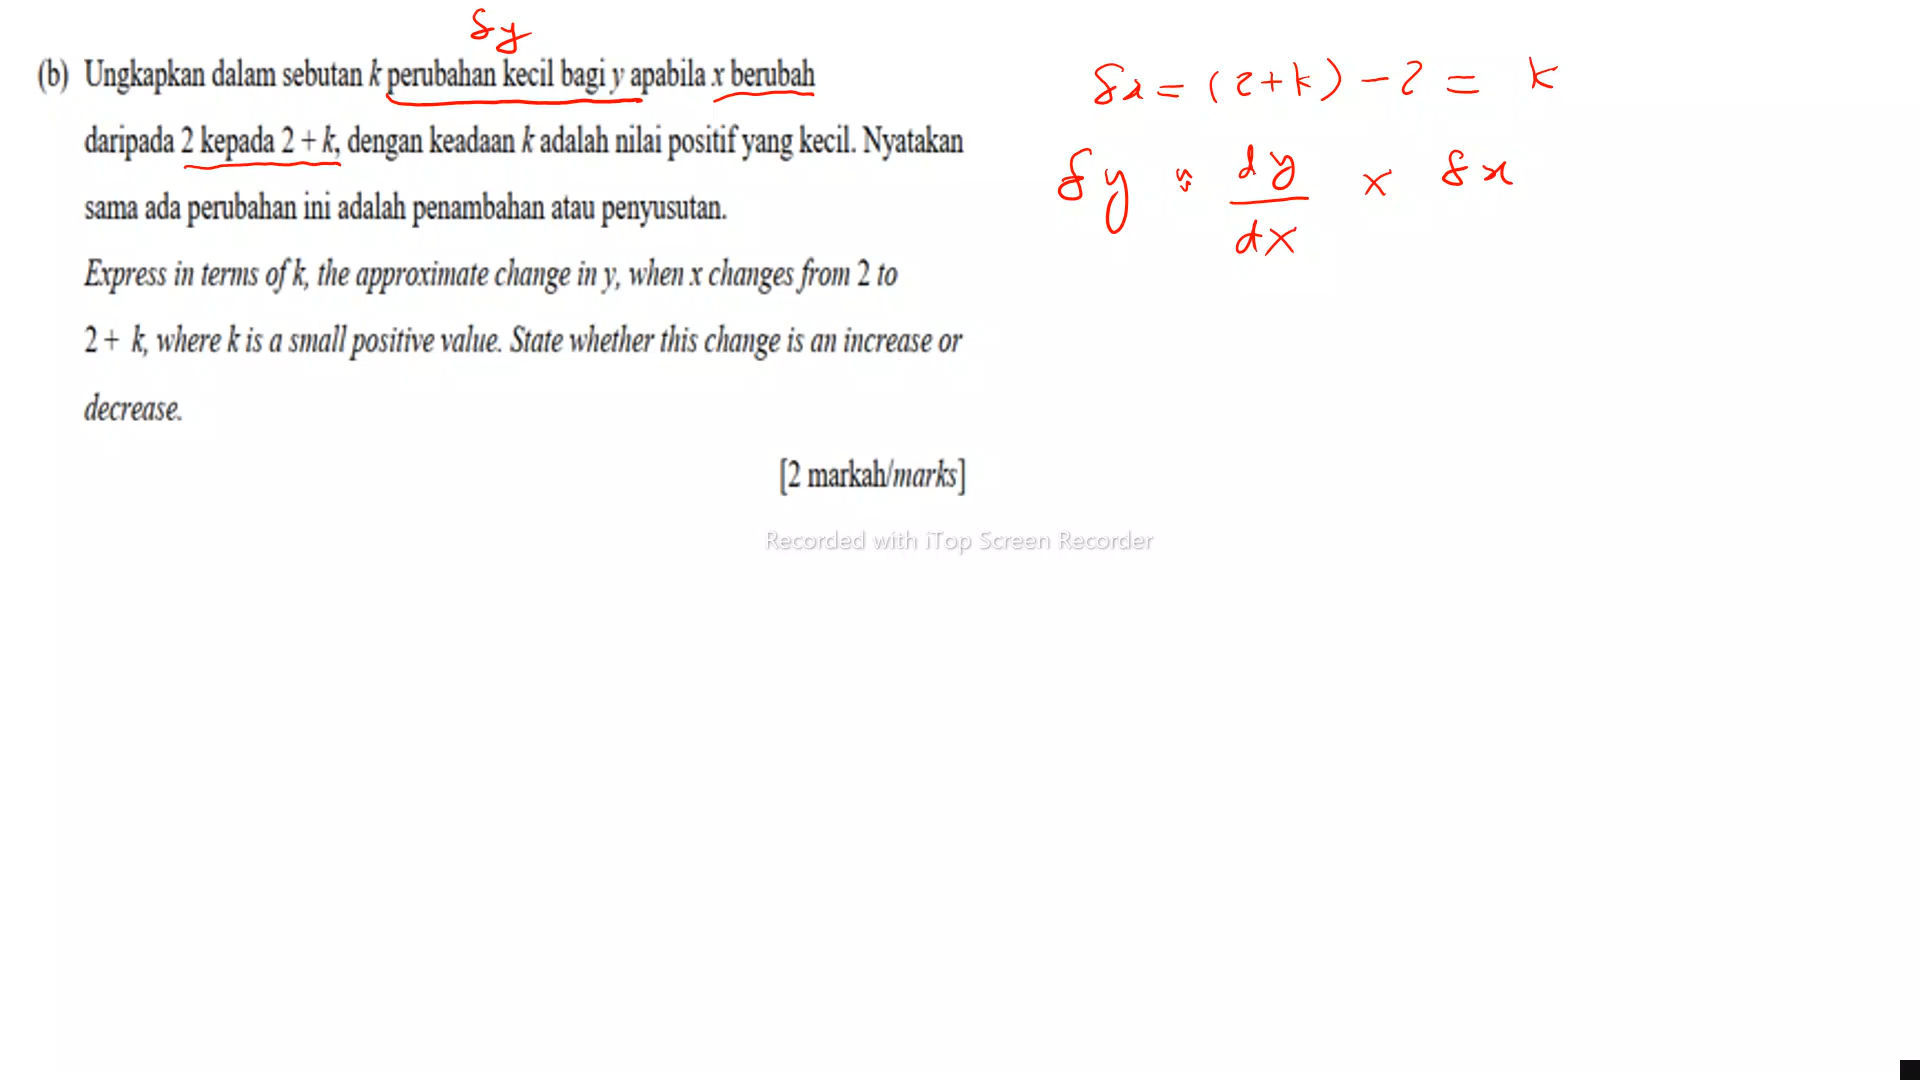 δy
(b) Ungkapkan dalam sebutan k perubahan kecil bagi y apabila x berubah
daripada 2 kepada 2 + k, dengan keadaan k adalah nilai positif yang kecil. Nyatakan
sama ada perubahan ini adalah penambahan atau penyusutan.
Express in terms of k, the approximate change in y, when x changes from 2 to
2 + k, where k is a small positive value. State whether this change is an increase or
decrease.
[2 markah/marks]
δx = (2+k) - 2 = k
δy ≈ dy/dx × δx
Recorded with iTop Screen Recorder